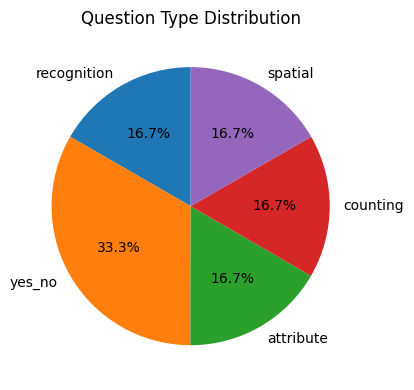 Question Type Distribution
recognition
spatial
16.7%
16.7%
16.7%
counting
33.3%
yes_no
16.7%
attribute